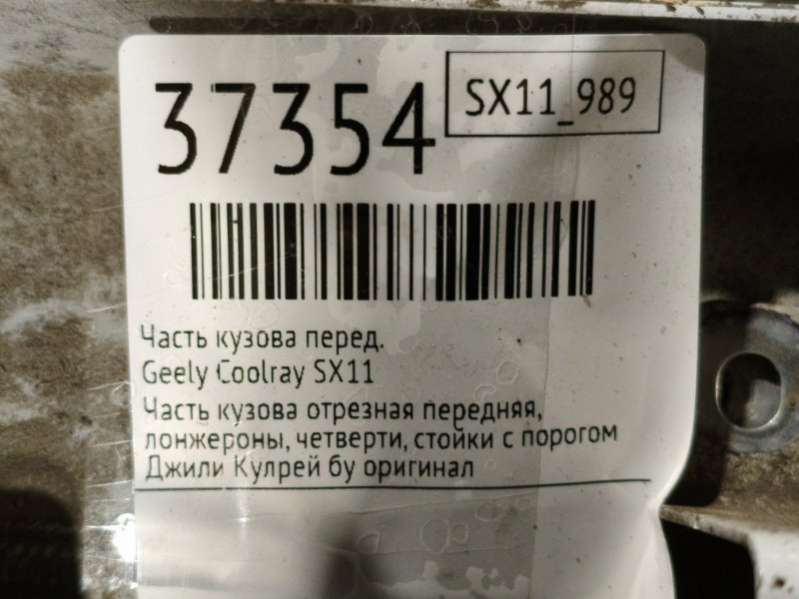 37354
SX11_989
Часть кузова перед.
Geely Coolray SX11
Часть кузова отрезная передняя,
лонжероны, четверти, стойки с порогом
Джили Кулрей бу оригинал